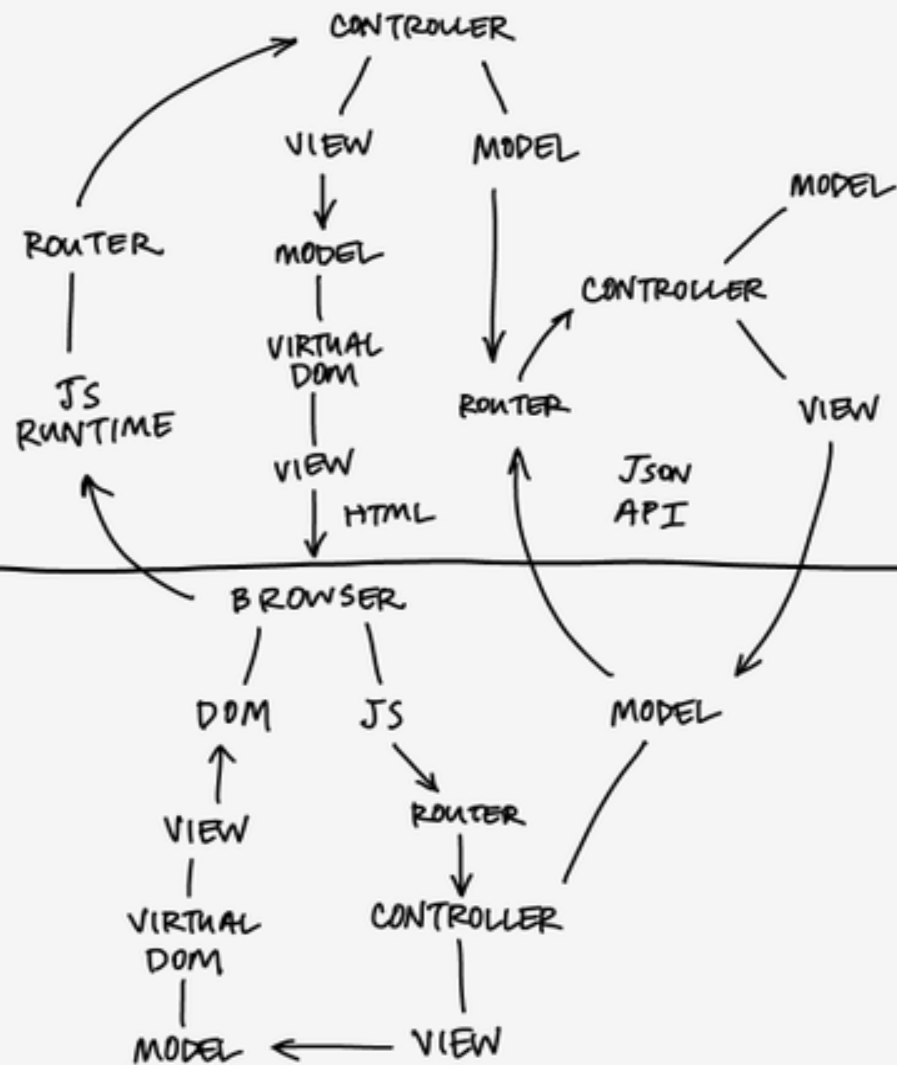 CONTROLLER
VIEW
MODEL
MODEL
ROUTER
MODEL
CONTROLLER
VIRTUAL
DOM
JS
RUNTIME
ROUTER
VIEW
VIEW
JSON
API
HTML
BROWSER
DOM
JS
MODEL
VIEW
ROUTER
VIRTUAL
DOM
CONTROLLER
MODEL
VIEW